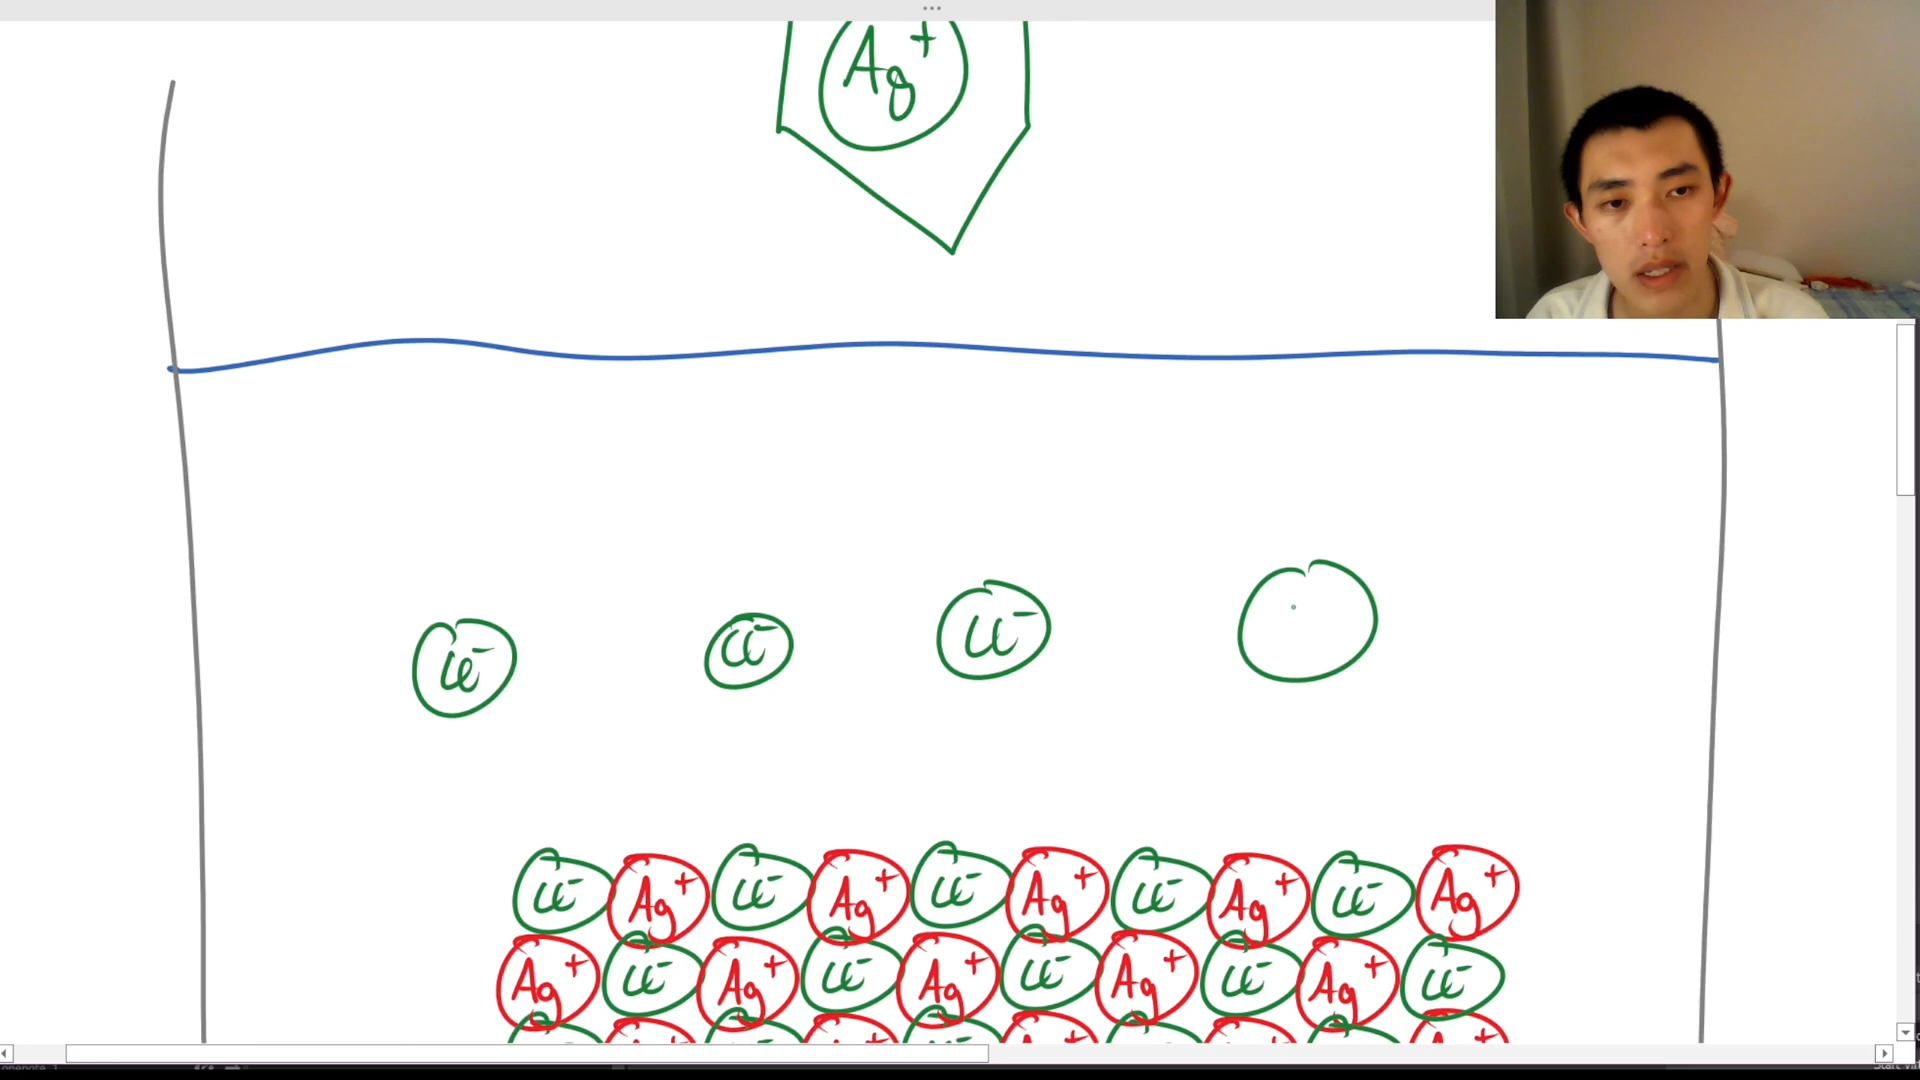 Ag+
Cl- Cl- Cl-
Cl- Ag+ Cl- Ag+ Cl- Ag+ Cl- Ag+ Cl- Ag+
Ag+ Cl- Ag+ Cl- Ag+ Cl- Ag+ Cl- Ag+ Cl-